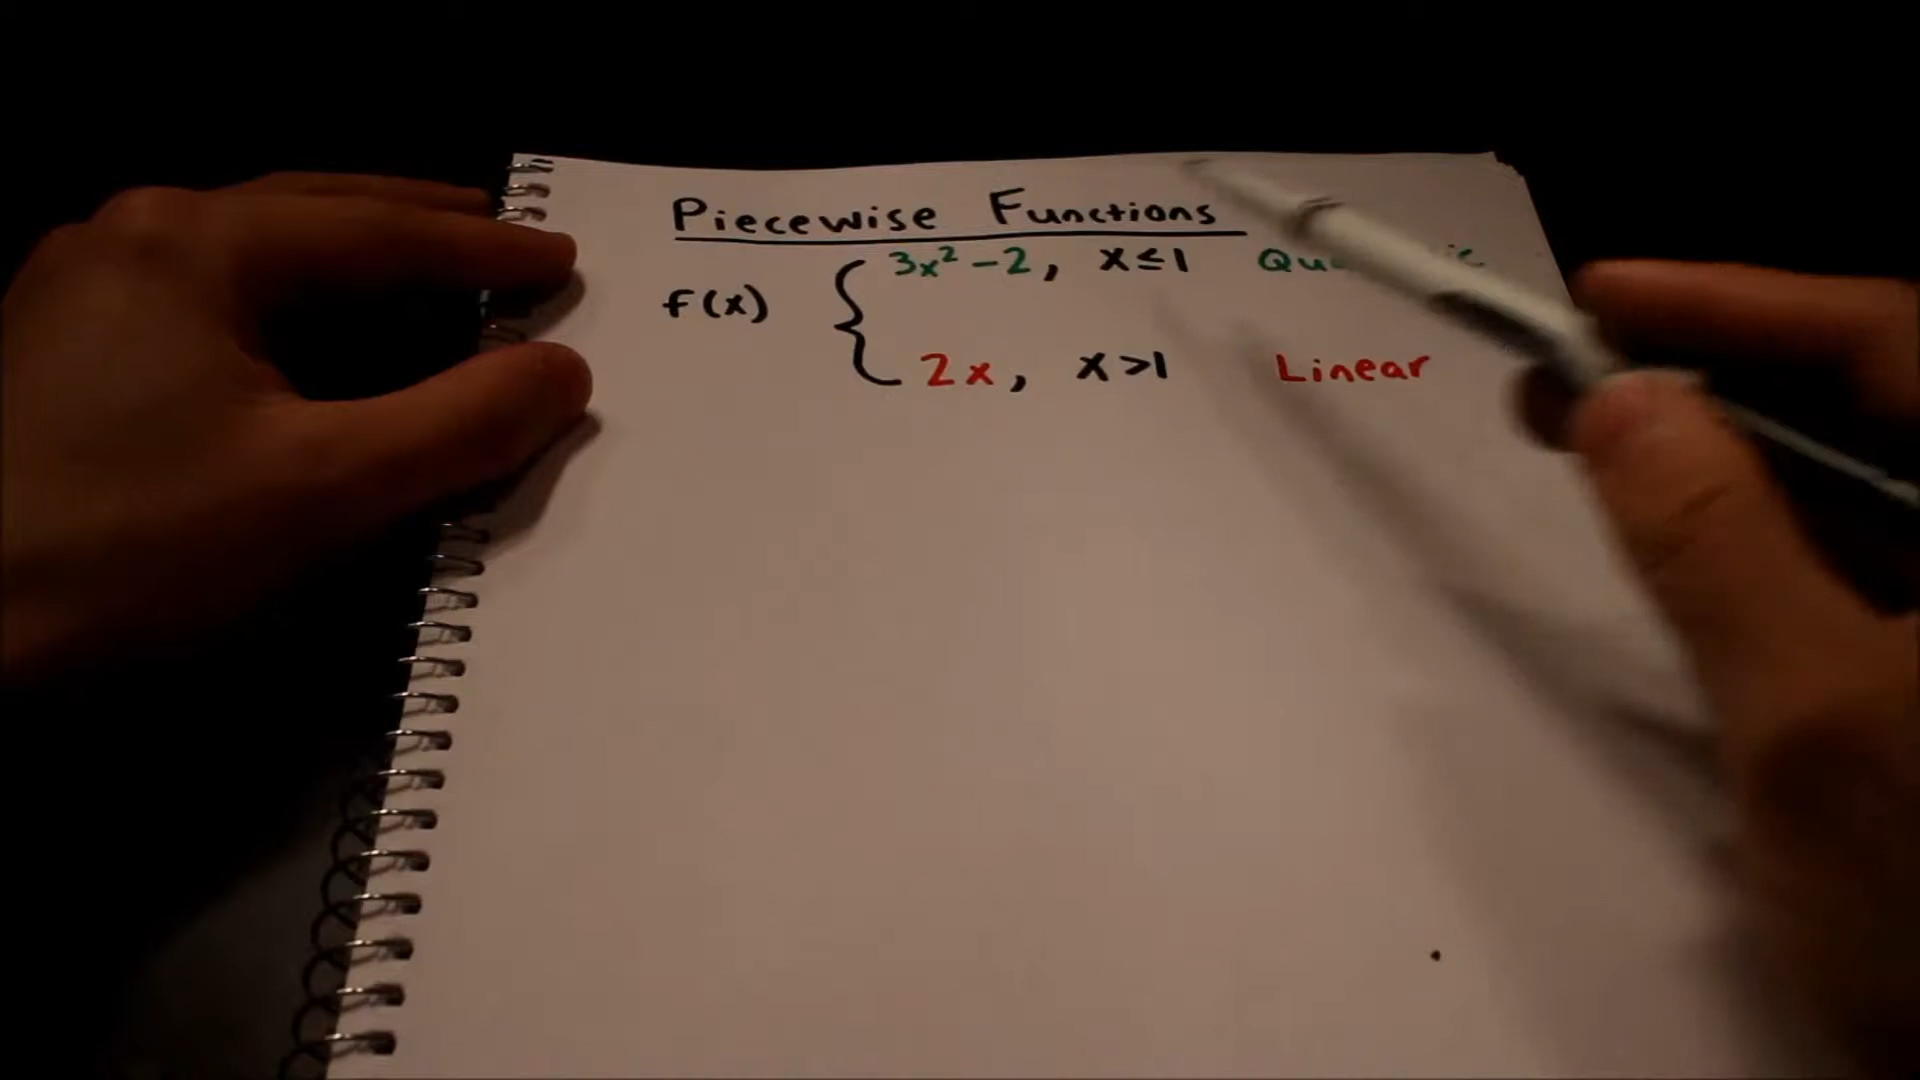 Piecewise Functions
3x² - 2, x ≤ 1
f(x) {
2x, x > 1 Linear